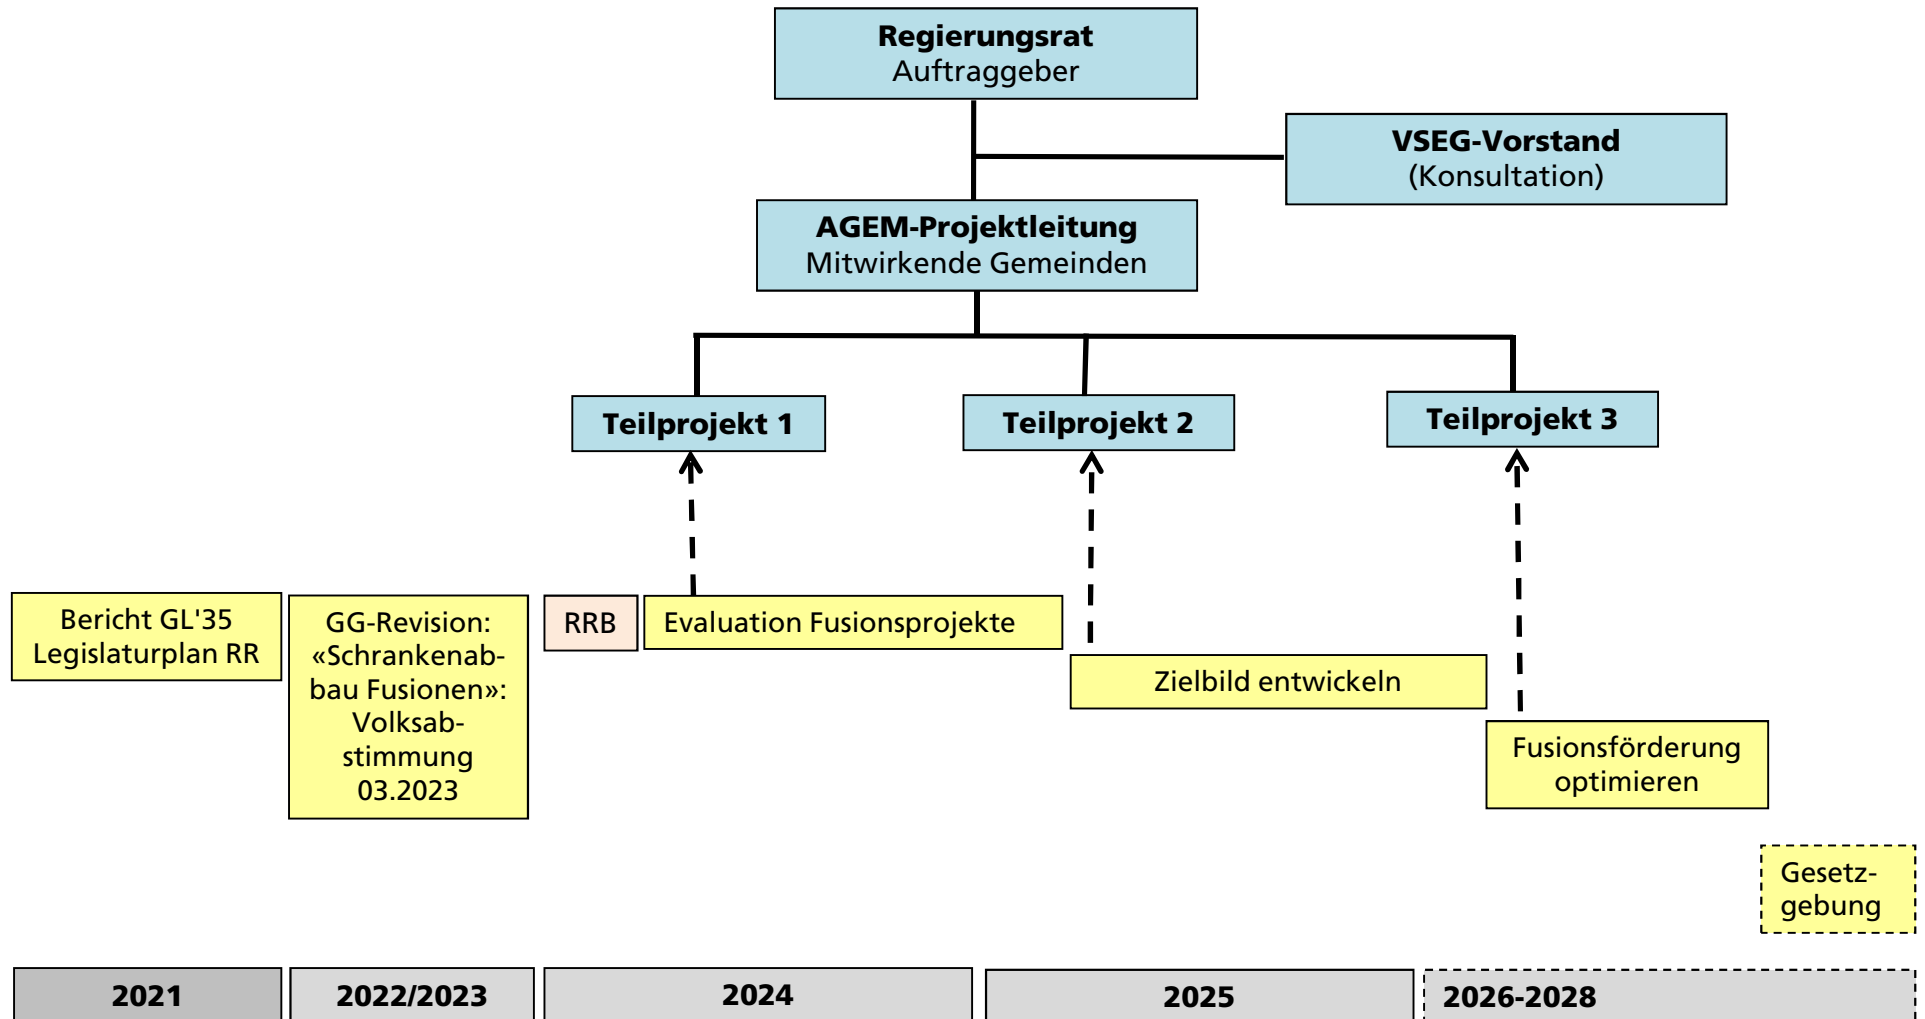 Regierungsrat
Auftraggeber
VSEG-Vorstand
(Konsultation)
AGEM-Projektleitung
Mitwirkende Gemeinden
Teilprojekt 1
Teilprojekt 2
Teilprojekt 3
Bericht GL'35
Legislaturplan RR
GG-Revision:
«Schrankenab-
bau Fusionen»:
Volksab-
stimmung
03.2023
RRB
Evaluation Fusionsprojekte
Zielbild entwickeln
Fusionsförderung
optimieren
Gesetz-
gebung
2021
2022/2023
2024
2025
2026-2028